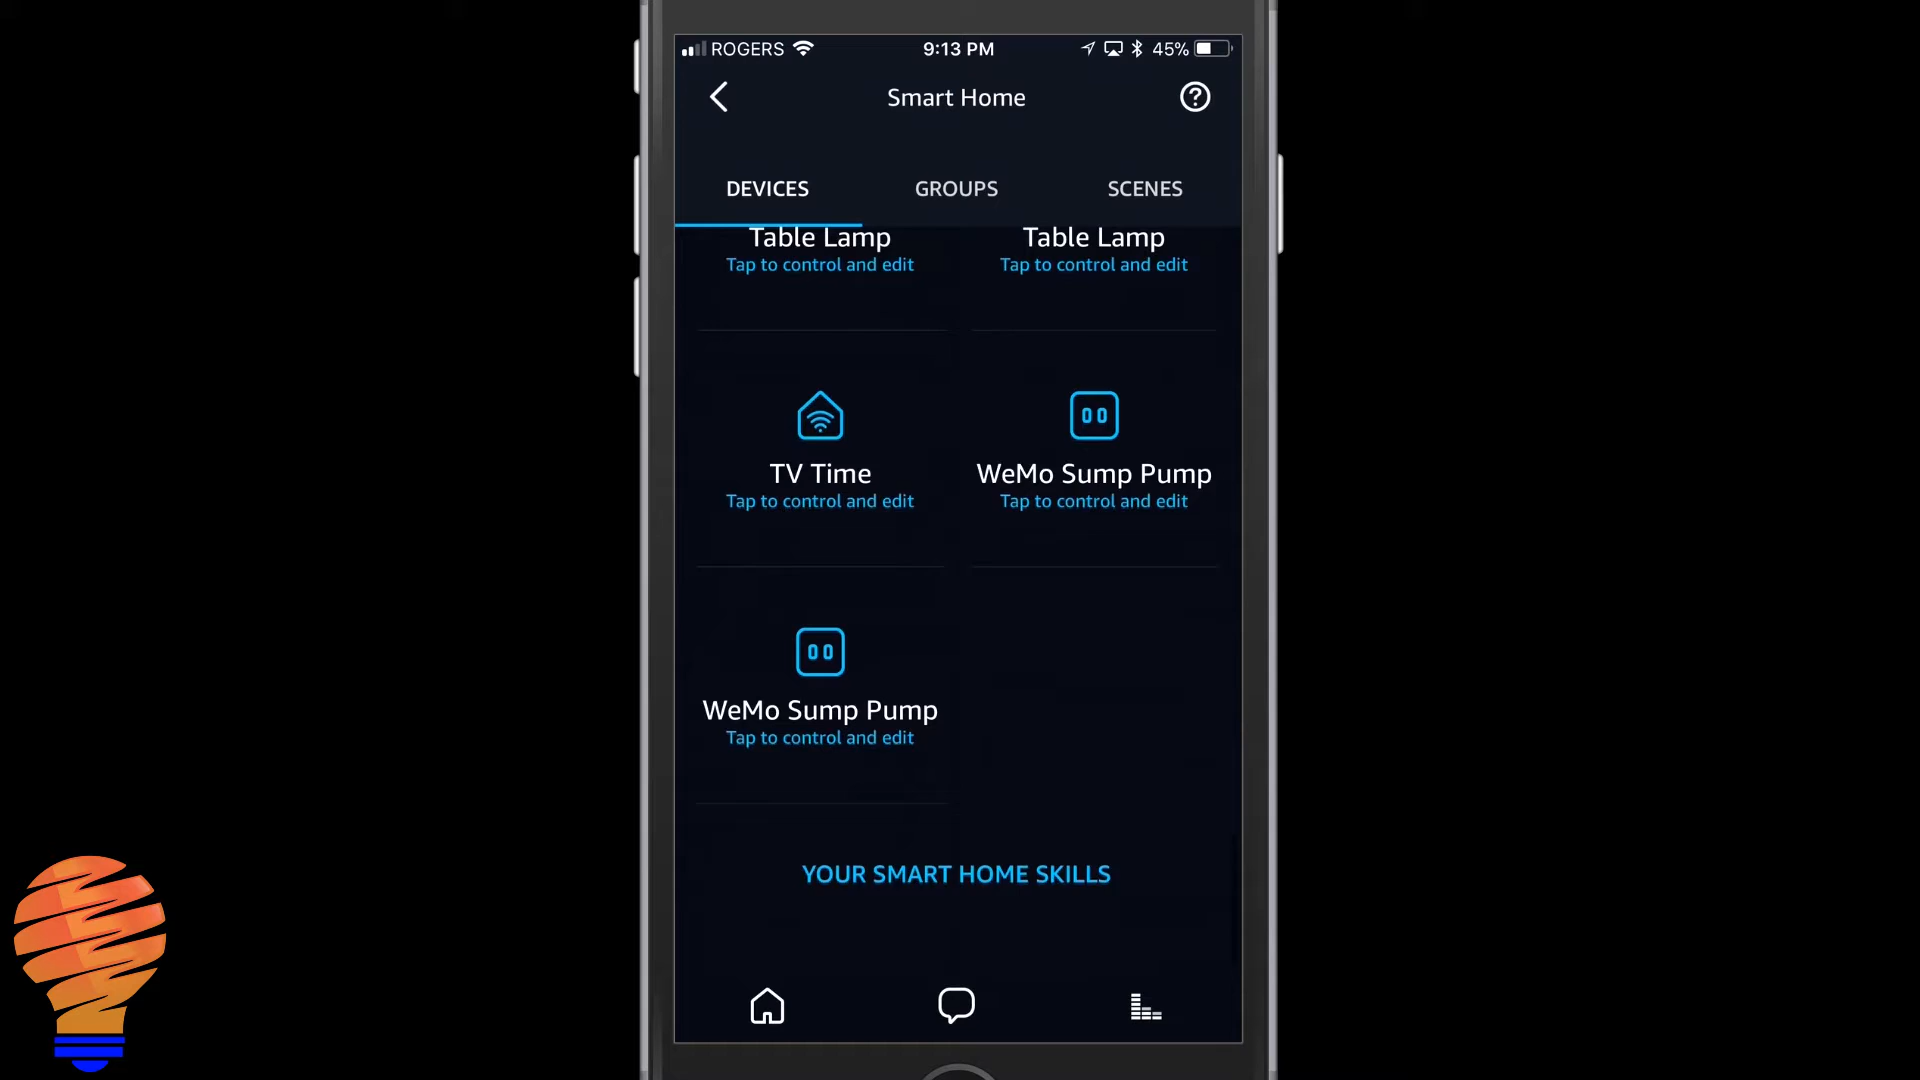 ROGERS 9:13 PM 45%
Smart Home
DEVICES GROUPS SCENES
Table Lamp Table Lamp
Tap to control and edit Tap to control and edit
TV Time WeMo Sump Pump
Tap to control and edit Tap to control and edit
WeMo Sump Pump
Tap to control and edit
YOUR SMART HOME SKILLS